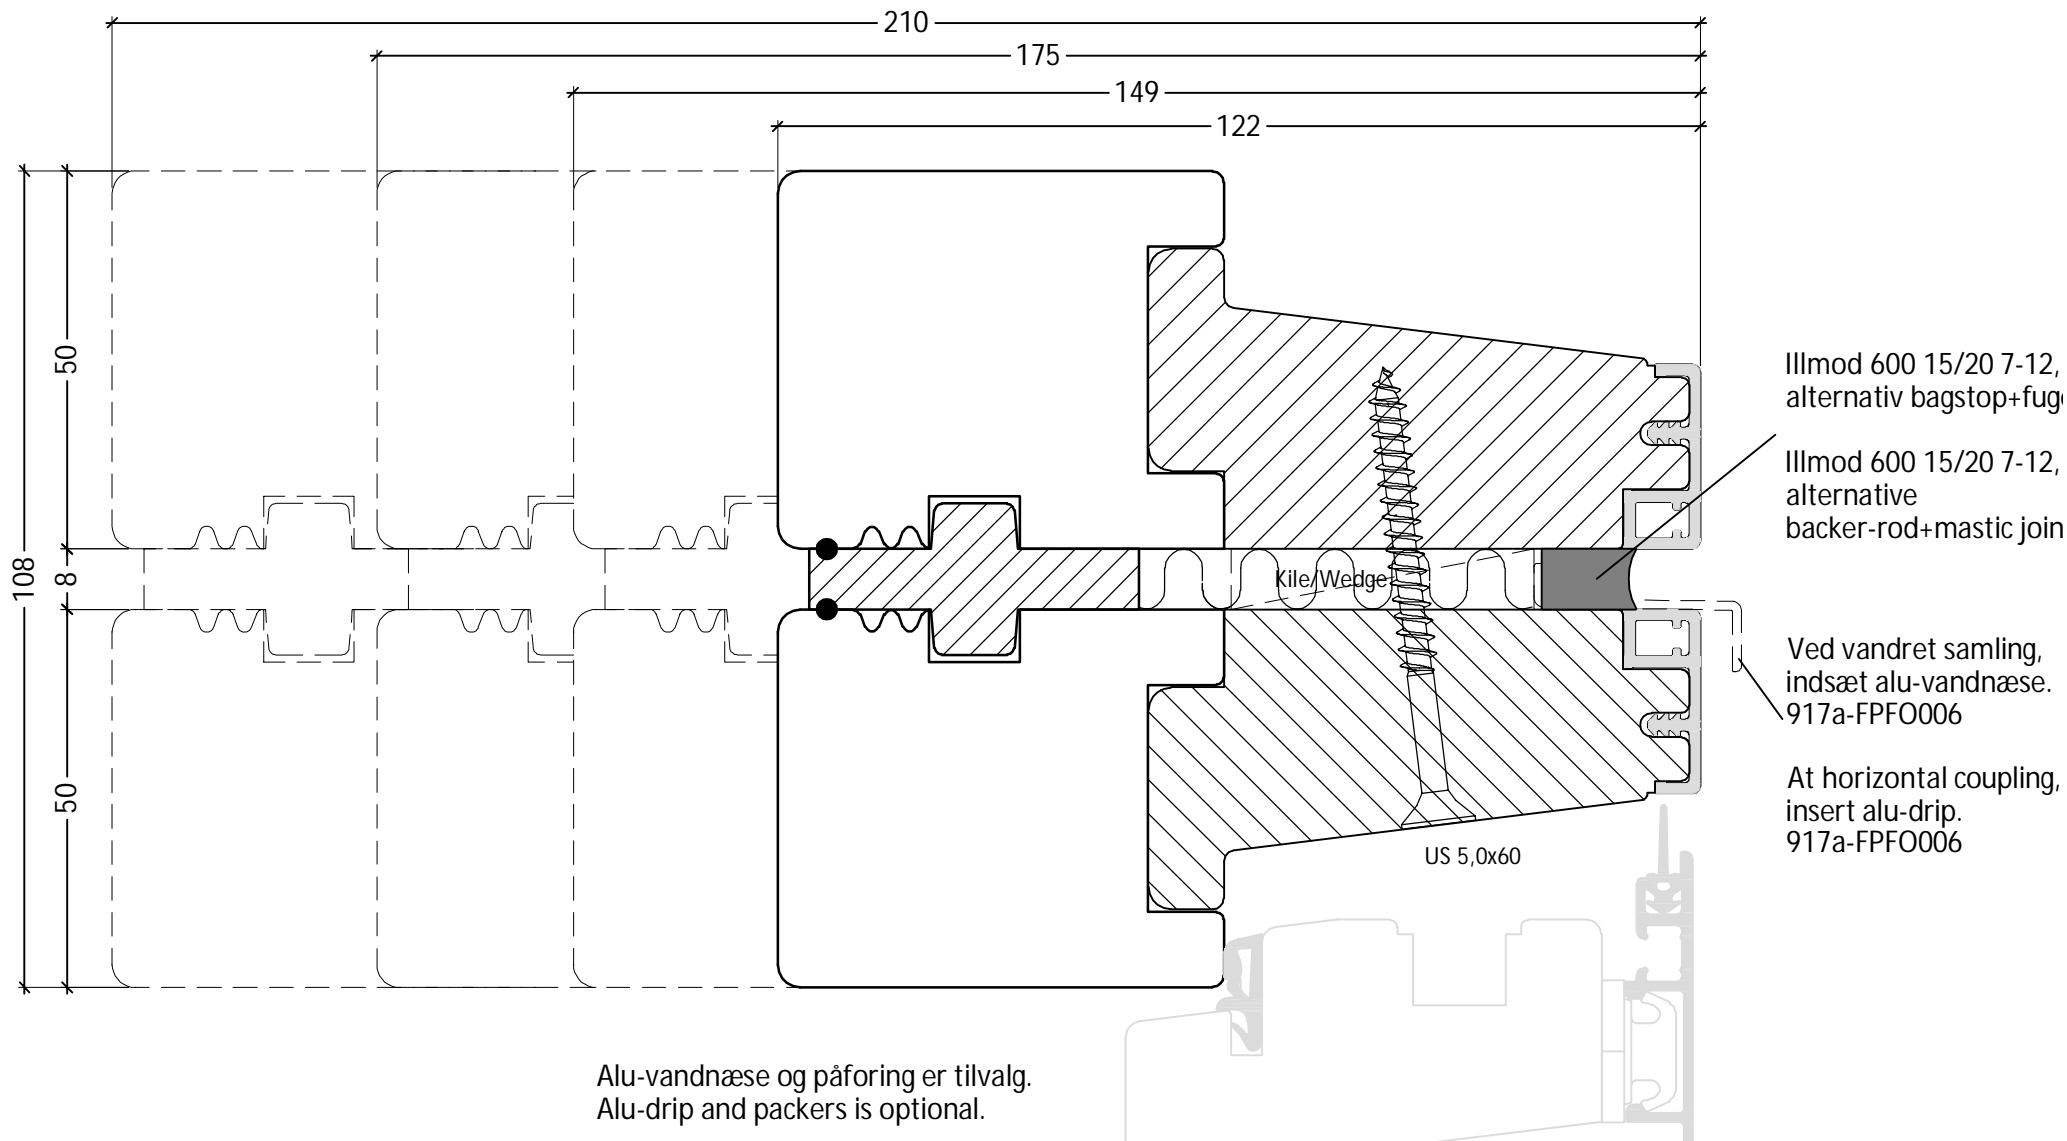 210
175
149
122
50
108
8
50
Illmod 600 15/20 7-12,
alternativ
Illmod 600 15/20 7-12,
alternative
backer-rod+mastic
Kile/Wedge
Ved vandret samling,
indsæt alu-vandnæse.
917a-FPFO006
At horizontal coupling,
insert alu-drip.
917a-FPFO006
US 5,0x60
Alu-vandnæse og påforing er tilvalg.
Alu-drip and packers is optional.